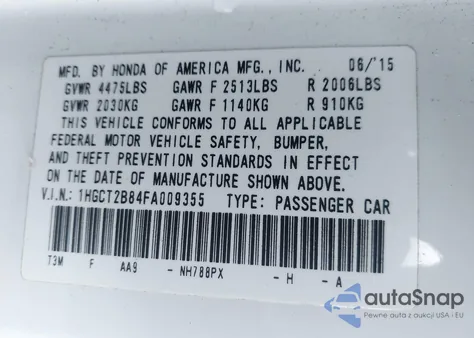 MFD. BY HONDA OF AMERICA MFG., INC. 06/'15
GVWR 4475LBS GAWR F 2513LBS R 2006LBS
GVWR 2030KG GAWR F 1140KG R 910KG
THIS VEHICLE CONFORMS TO ALL APPLICABLE
FEDERAL MOTOR VEHICLE SAFETY, BUMPER,
AND THEFT PREVENTION STANDARDS IN EFFECT
ON THE DATE OF MANUFACTURE SHOWN ABOVE.
V.I.N.: 1HGCT2B84FA009355 TYPE: PASSENGER CAR
T3M F AA9 - NH788PX - H - A
autoSnap
Pewne auta z aukcji USA i EU